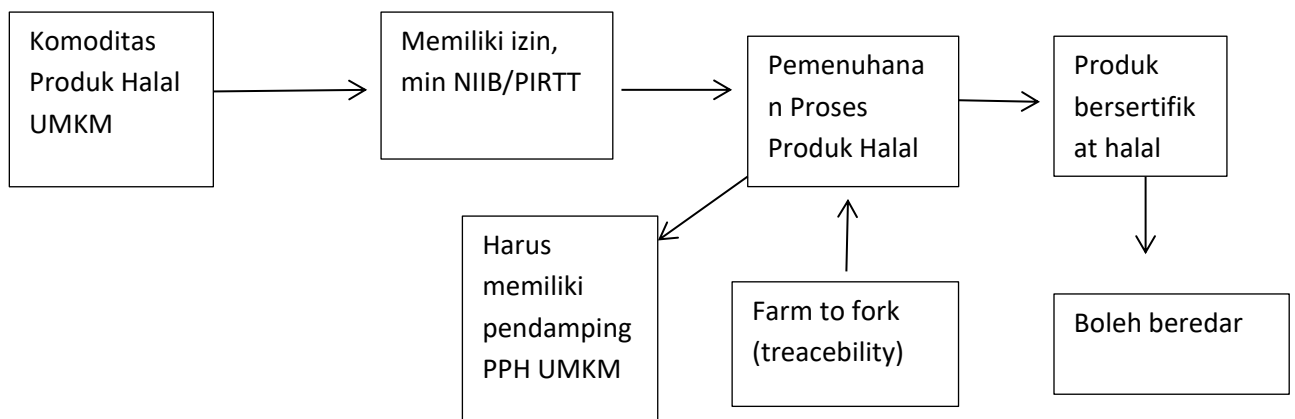 Komoditas
Produk Halal
UMKM
Memiliki izin,
min NIIB/PIRTT
Pemenuhana
n Proses
Produk Halal
Produk
bersertifik
at halal
Harus
memiliki
pendamping
PPH UMKM
Farm to fork
(treacebility)
Boleh beredar